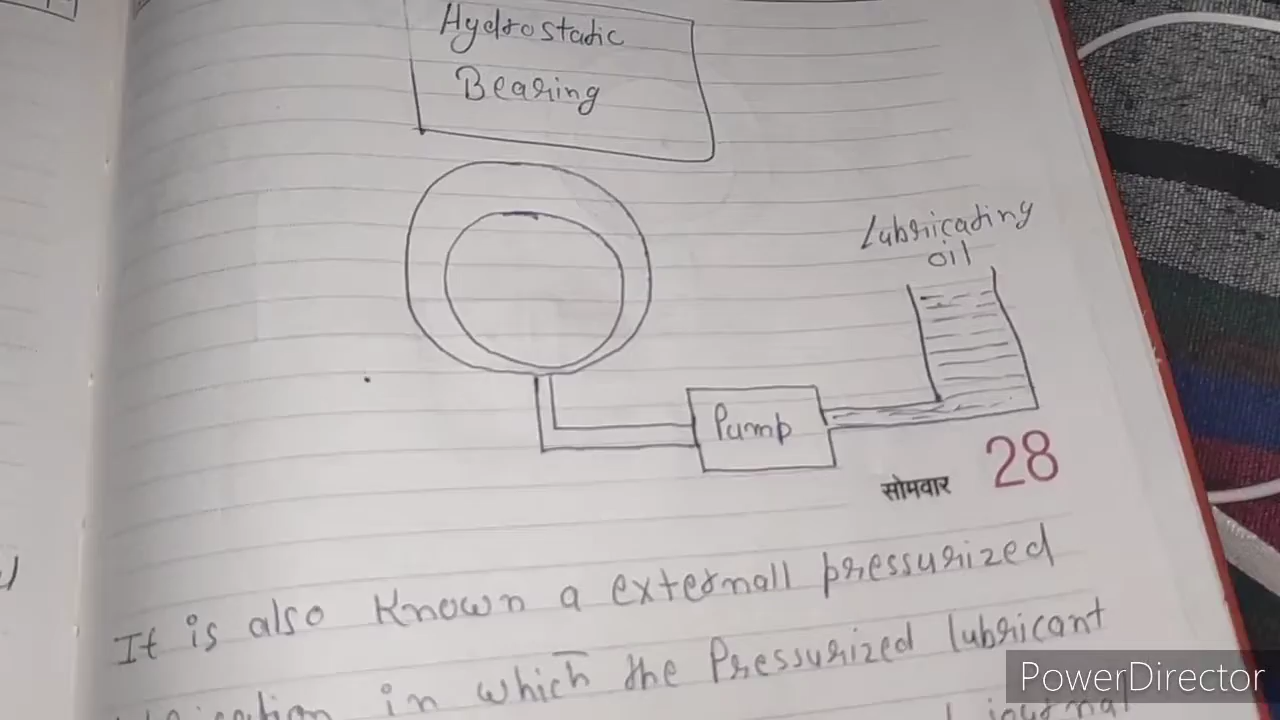 Hydrostatic
Bearing
Lubricating
oil
Pump
सोमवार 28
It is also Known a externall pressurized
in which the Pressurized lubricant
journal
PowerDirector